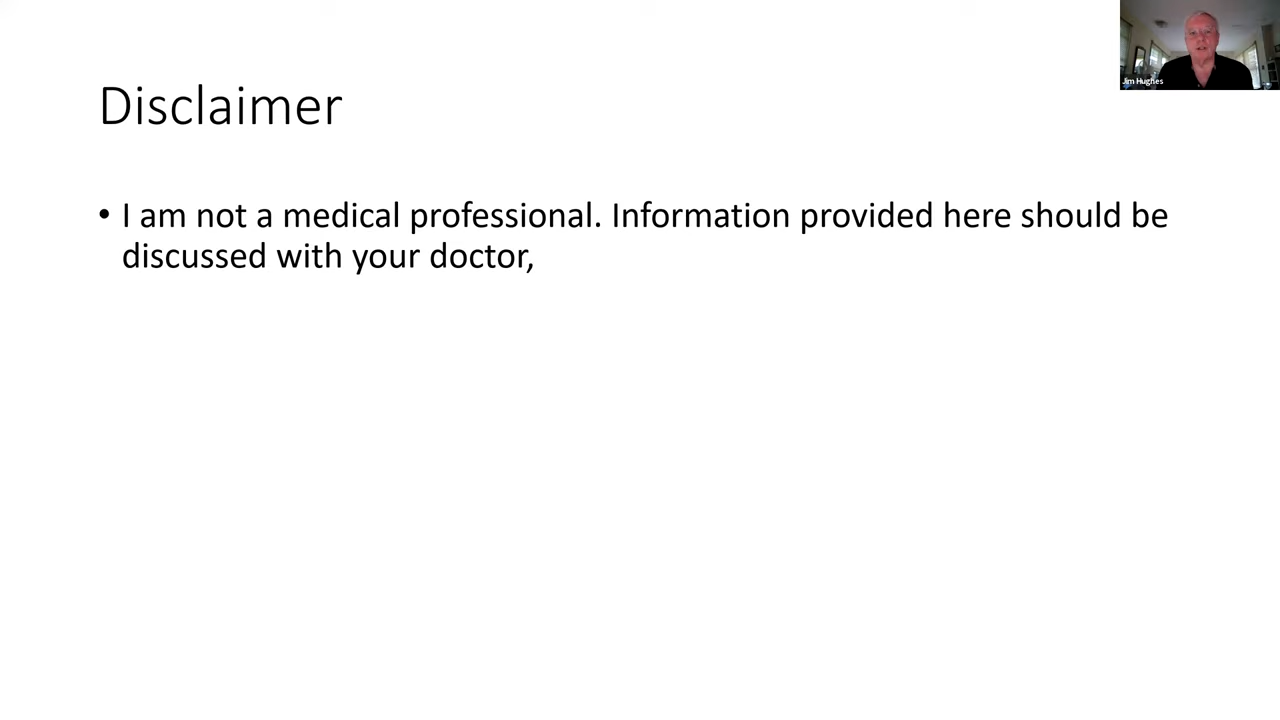 Jim Hughes
Disclaimer
• I am not a medical professional. Information provided here should be
discussed with your doctor,